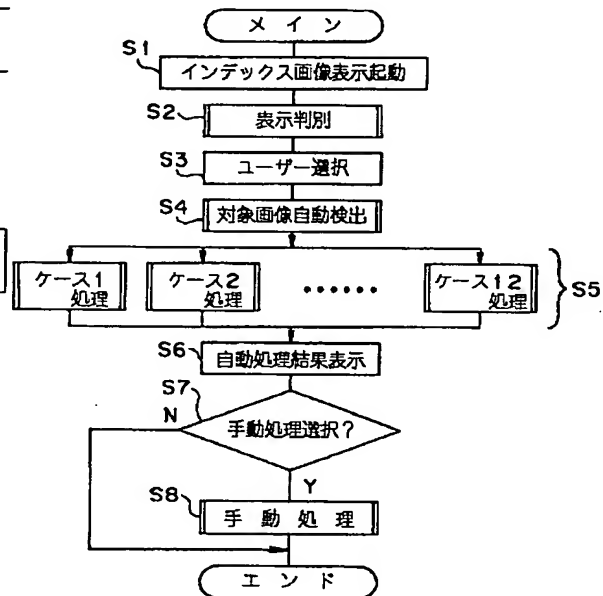 メイン
S1
インデックス画像表示起動
S2
表示判別
S3
ユーザー選択
S4
対象画像自動検出
ケース1
処理
ケース2
処理
••••••
ケース12
処理
S5
S6
自動処理結果表示
S7
N
手動処理選択?
Y
S8
手動処理
エンド